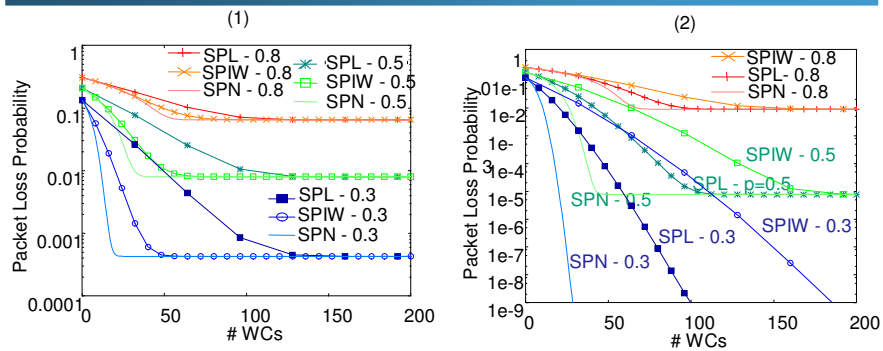 (1)
1
0.1
0.01
0.001
0.0001
Packet Loss Probability
0
50
100
150
200
# WCs
SPL - 0.8
SPIW - 0.8
SPN - 0.8
SPL - 0.5
SPIW - 0.5
SPN - 0.5
SPL - 0.3
SPIW - 0.3
SPN - 0.3
(2)
1
01e-1
1e-2
1e-4
1e-5
1e-5
1e-7
1e-8
1e-9
Packet Loss Probability
0
50
100
150
200
# WCs
SPIW - 0.8
SPL - 0.8
SPN - 0.8
SPIW - 0.5
SPL - p=0.5
SPN - 0.5
SPIW - 0.3
SPL - 0.3
SPN - 0.3